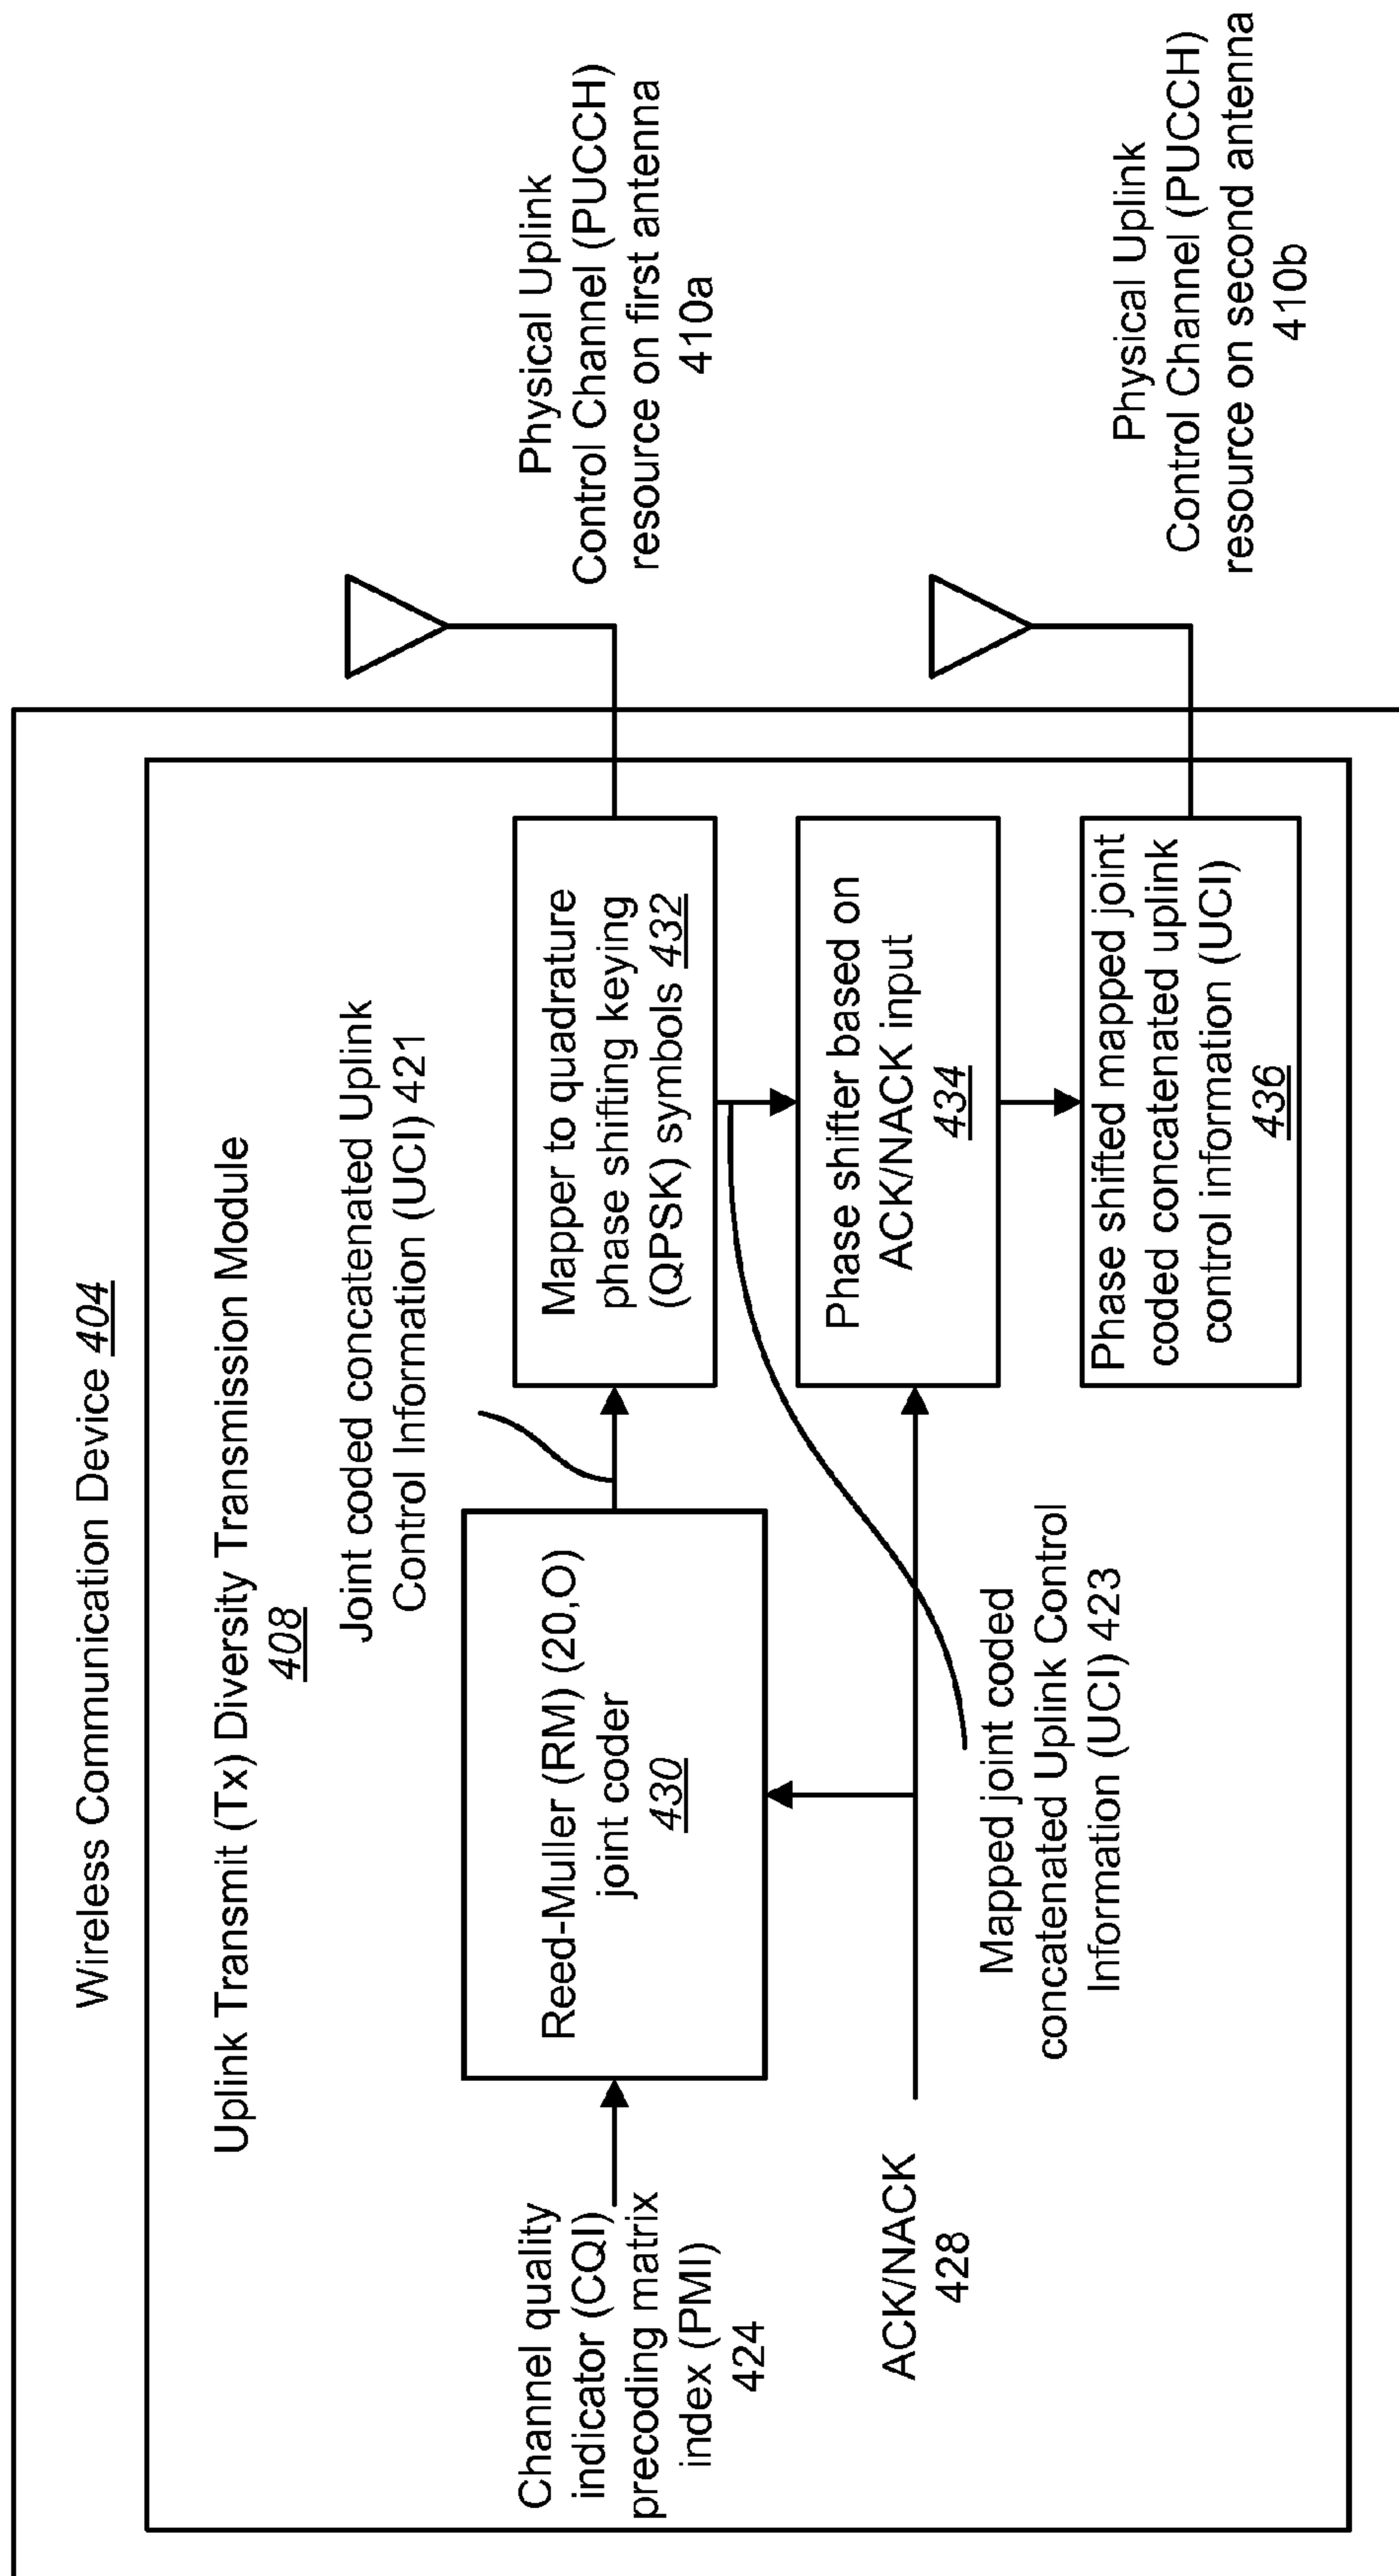 Wireless Communication Device 404
Uplink Transmit (Tx) Diversity Transmission Module
408
Joint coded concatenated Uplink
Control Information (UCI) 421
Channel quality
indicator (CQI)
precoding matrix
index (PMI)
424
Reed-Muller (RM) (20,O)
joint coder
430
Mapper to quadrature
phase shifting keying
(QPSK) symbols 432
Physical Uplink
Control Channel (PUCCH)
resource on first antenna
410a
ACK/NACK
428
Phase shifter based on
ACK/NACK input
434
Mapped joint coded
concatenated Uplink Control
Information (UCI) 423
Phase shifted mapped joint
coded concatenated uplink
control information (UCI)
436
Physical Uplink
Control Channel (PUCCH)
resource on second antenna
410b